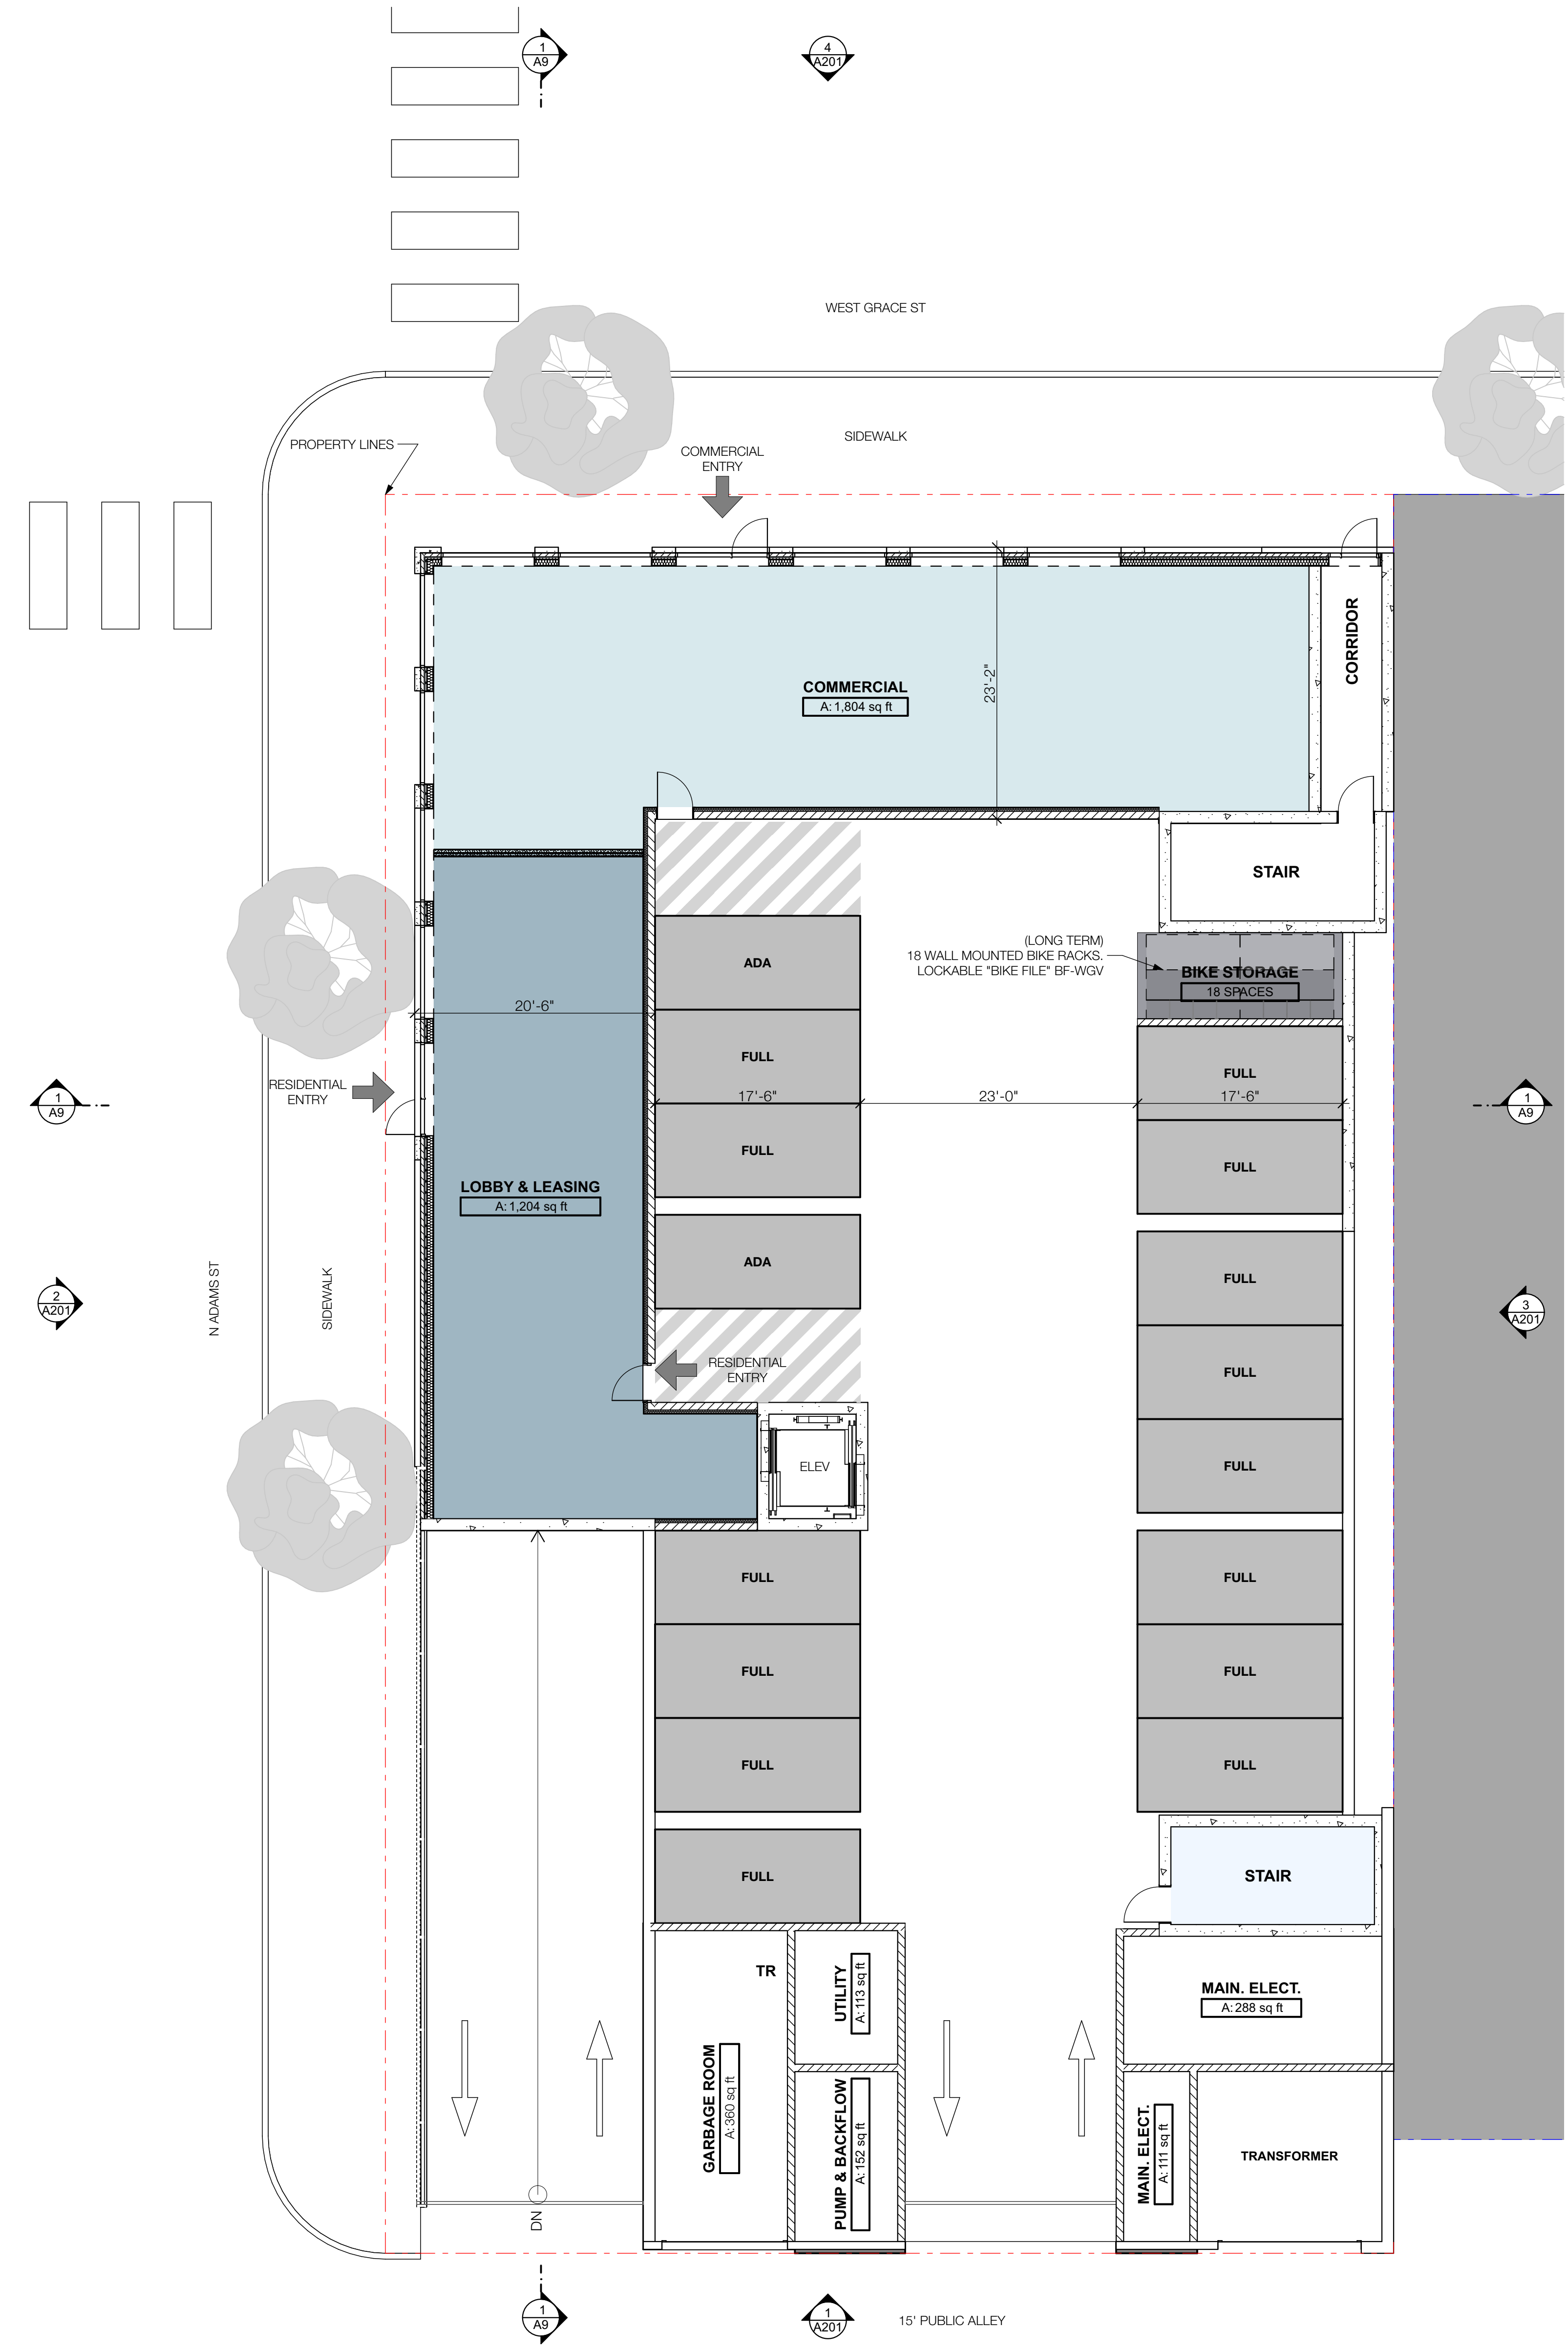 1
A9
4
A201
WEST GRACE ST
SIDEWALK
PROPERTY LINES
COMMERCIAL
ENTRY
CORRIDOR
COMMERCIAL
A: 1,804 sq ft
23'-2"
STAIR
(LONG TERM)
18 WALL MOUNTED BIKE RACKS.
LOCKABLE "BIKE FILE" BF-WGV
BIKE STORAGE
18 SPACES
ADA
20'-6"
FULL
FULL
RESIDENTIAL
ENTRY
17'-6"
23'-0"
17'-6"
1
A9
1
A9
FULL
FULL
LOBBY & LEASING
A: 1,204 sq ft
ADA
FULL
N ADAMS ST
SIDEWALK
2
A201
3
A201
RESIDENTIAL
ENTRY
FULL
ELEV
FULL
FULL
FULL
FULL
FULL
FULL
FULL
FULL
STAIR
TR
UTILITY
A: 113 sq ft
MAIN. ELECT.
A: 288 sq ft
GARBAGE ROOM
A: 360 sq ft
PUMP & BACKFLOW
A: 152 sq ft
MAIN. ELECT.
A: 111 sq ft
TRANSFORMER
DN
1
A9
1
A201
15' PUBLIC ALLEY